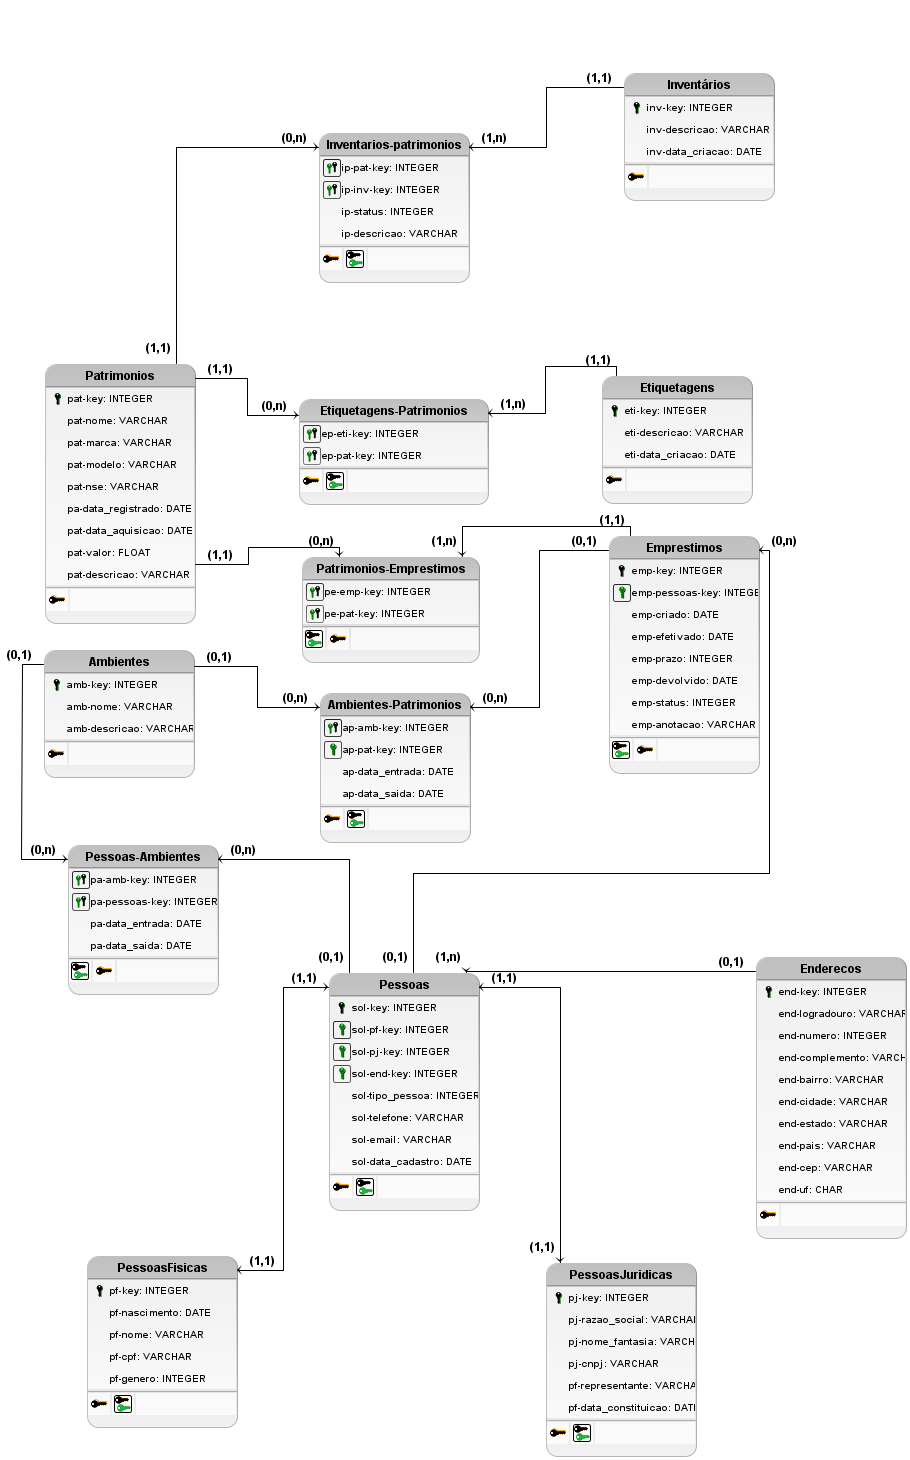 (1,1)
Inventários
inv-key: INTEGER
inv-descricao: VARCHAR
inv-data_criacao: DATE
(0,n)
(1,n)
Inventarios-patrimonios
ip-pat-key: INTEGER
ip-inv-key: INTEGER
ip-status: INTEGER
ip-descricao: VARCHAR
(1,1)
Patrimonios
pat-key: INTEGER
pat-nome: VARCHAR
pat-marca: VARCHAR
pat-modelo: VARCHAR
pat-nse: VARCHAR
pa-data_registrado: DATE
pat-data_aquisicao: DATE
pat-valor: FLOAT
pat-descricao: VARCHAR
(1,1)
(0,n)
(1,n)
(1,1)
Etiquetagens-Patrimonios
ep-eti-key: INTEGER
ep-pat-key: INTEGER
Etiquetagens
eti-key: INTEGER
eti-descricao: VARCHAR
eti-data_criacao: DATE
(1,1)
(0,n)
(1,n)
(1,1)
Patrimonios-Emprestimos
pe-emp-key: INTEGER
pe-pat-key: INTEGER
(0,1)
(0,n)
Emprestimos
emp-key: INTEGER
emp-pessoas-key: INTEGE
emp-criado: DATE
emp-efetivado: DATE
emp-prazo: INTEGER
emp-devolvido: DATE
emp-status: INTEGER
emp-anotacao: VARCHAR
(0,1)
Ambientes
amb-key: INTEGER
amb-nome: VARCHAR
amb-descricao: VARCHAR
(0,1)
(0,n)
(0,n)
Ambientes-Patrimonios
ap-amb-key: INTEGER
ap-pat-key: INTEGER
ap-data_entrada: DATE
ap-data_saida: DATE
(0,n)
(0,n)
Pessoas-Ambientes
pa-amb-key: INTEGER
pa-pessoas-key: INTEGER
pa-data_entrada: DATE
pa-data_saida: DATE
(0,1)
(0,1)
(1,n)
(0,1)
(1,1)
(1,1)
Pessoas
sol-key: INTEGER
sol-pf-key: INTEGER
sol-pj-key: INTEGER
sol-end-key: INTEGER
sol-tipo_pessoa: INTEGER
sol-telefone: VARCHAR
sol-email: VARCHAR
sol-data_cadastro: DATE
Enderecos
end-key: INTEGER
end-logradouro: VARCHAR
end-numero: INTEGER
end-complemento: VARCH
end-bairro: VARCHAR
end-cidade: VARCHAR
end-estado: VARCHAR
end-pais: VARCHAR
end-cep: VARCHAR
end-uf: CHAR
(1,1)
(1,1)
PessoasFisicas
pf-key: INTEGER
pf-nascimento: DATE
pf-nome: VARCHAR
pf-cpf: VARCHAR
pf-genero: INTEGER
PessoasJuridicas
pj-key: INTEGER
pj-razao_social: VARCHAI
pj-nome_fantasia: VARCH
pj-cnpj: VARCHAR
pf-representante: VARCHA
pf-data_constituicao: DATI